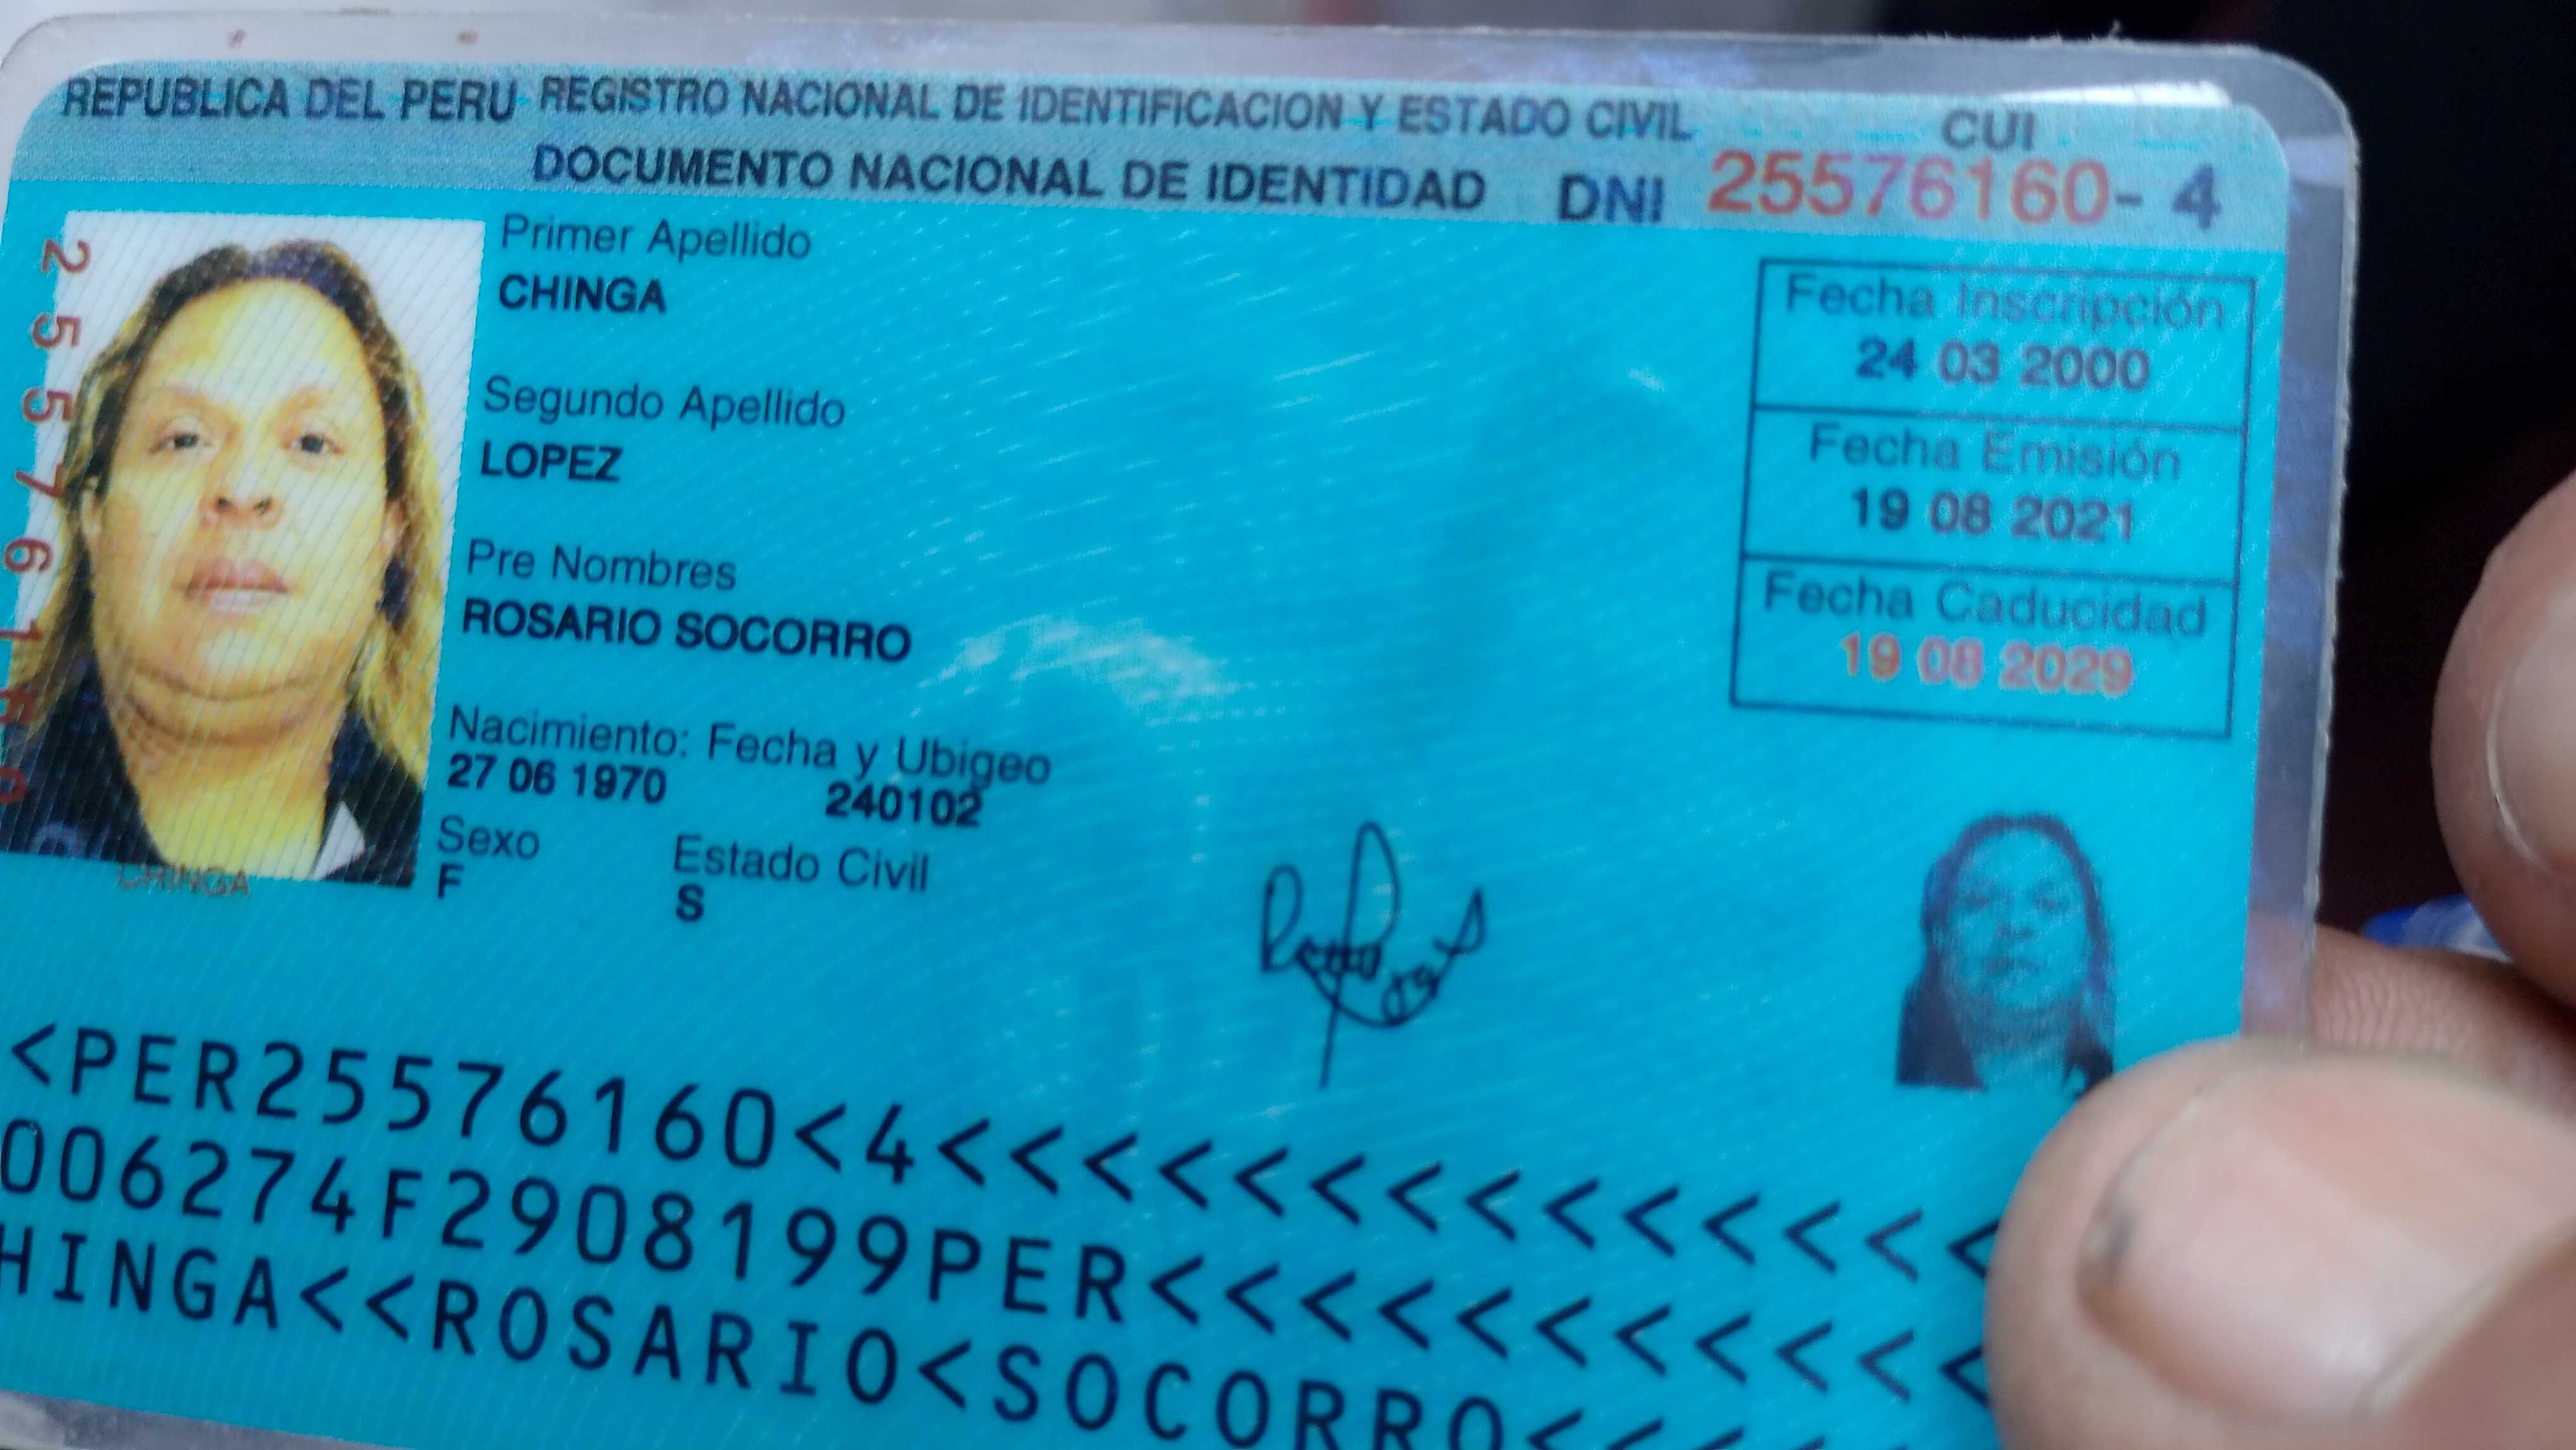 REPUBLICA DEL PERU REGISTRO NACIONAL DE IDENTIFICACION Y ESTADO CIVIL
CUI
DOCUMENTO NACIONAL DE IDENTIDAD DNI 25576160- 4
Primer Apellido
CHINGA
Segundo Apellido
LOPEZ
Pre Nombres
ROSARIO SOCORRO
Nacimiento: Fecha y Ubigeo
27 06 1970 240102
Sexo Estado Civil
F S
Fecha Inscripción
24 03 2000
Fecha Emisión
19 08 2021
Fecha Caducidad
19 08 2029
25576160
CHINGA
<PER25576160<4<<<<<<<<<<<<<<
006274F2908199PER<<<<<<<<<<<
HINGA<<ROSARIO<SOCORRO<<<<